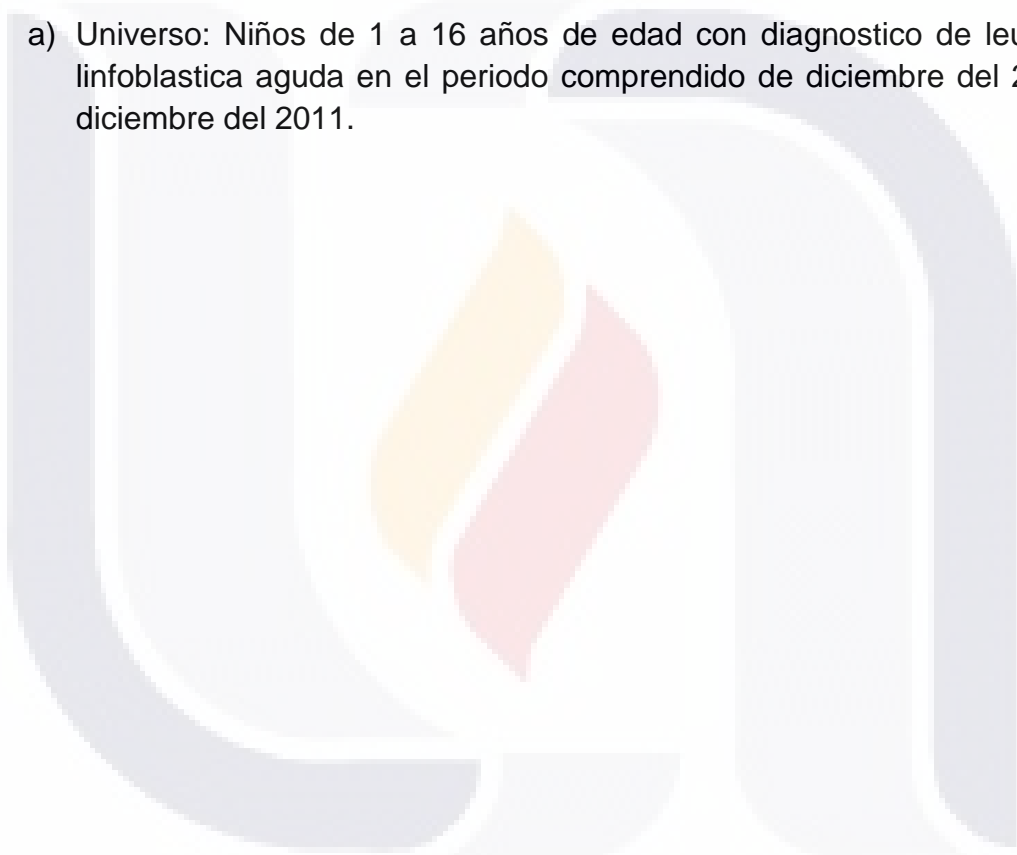 a) Universo: Niños de 1 a 16 años de edad con diagnostico de
linfoblastica aguda en el periodo comprendido de diciembre del
diciembre del 2011.